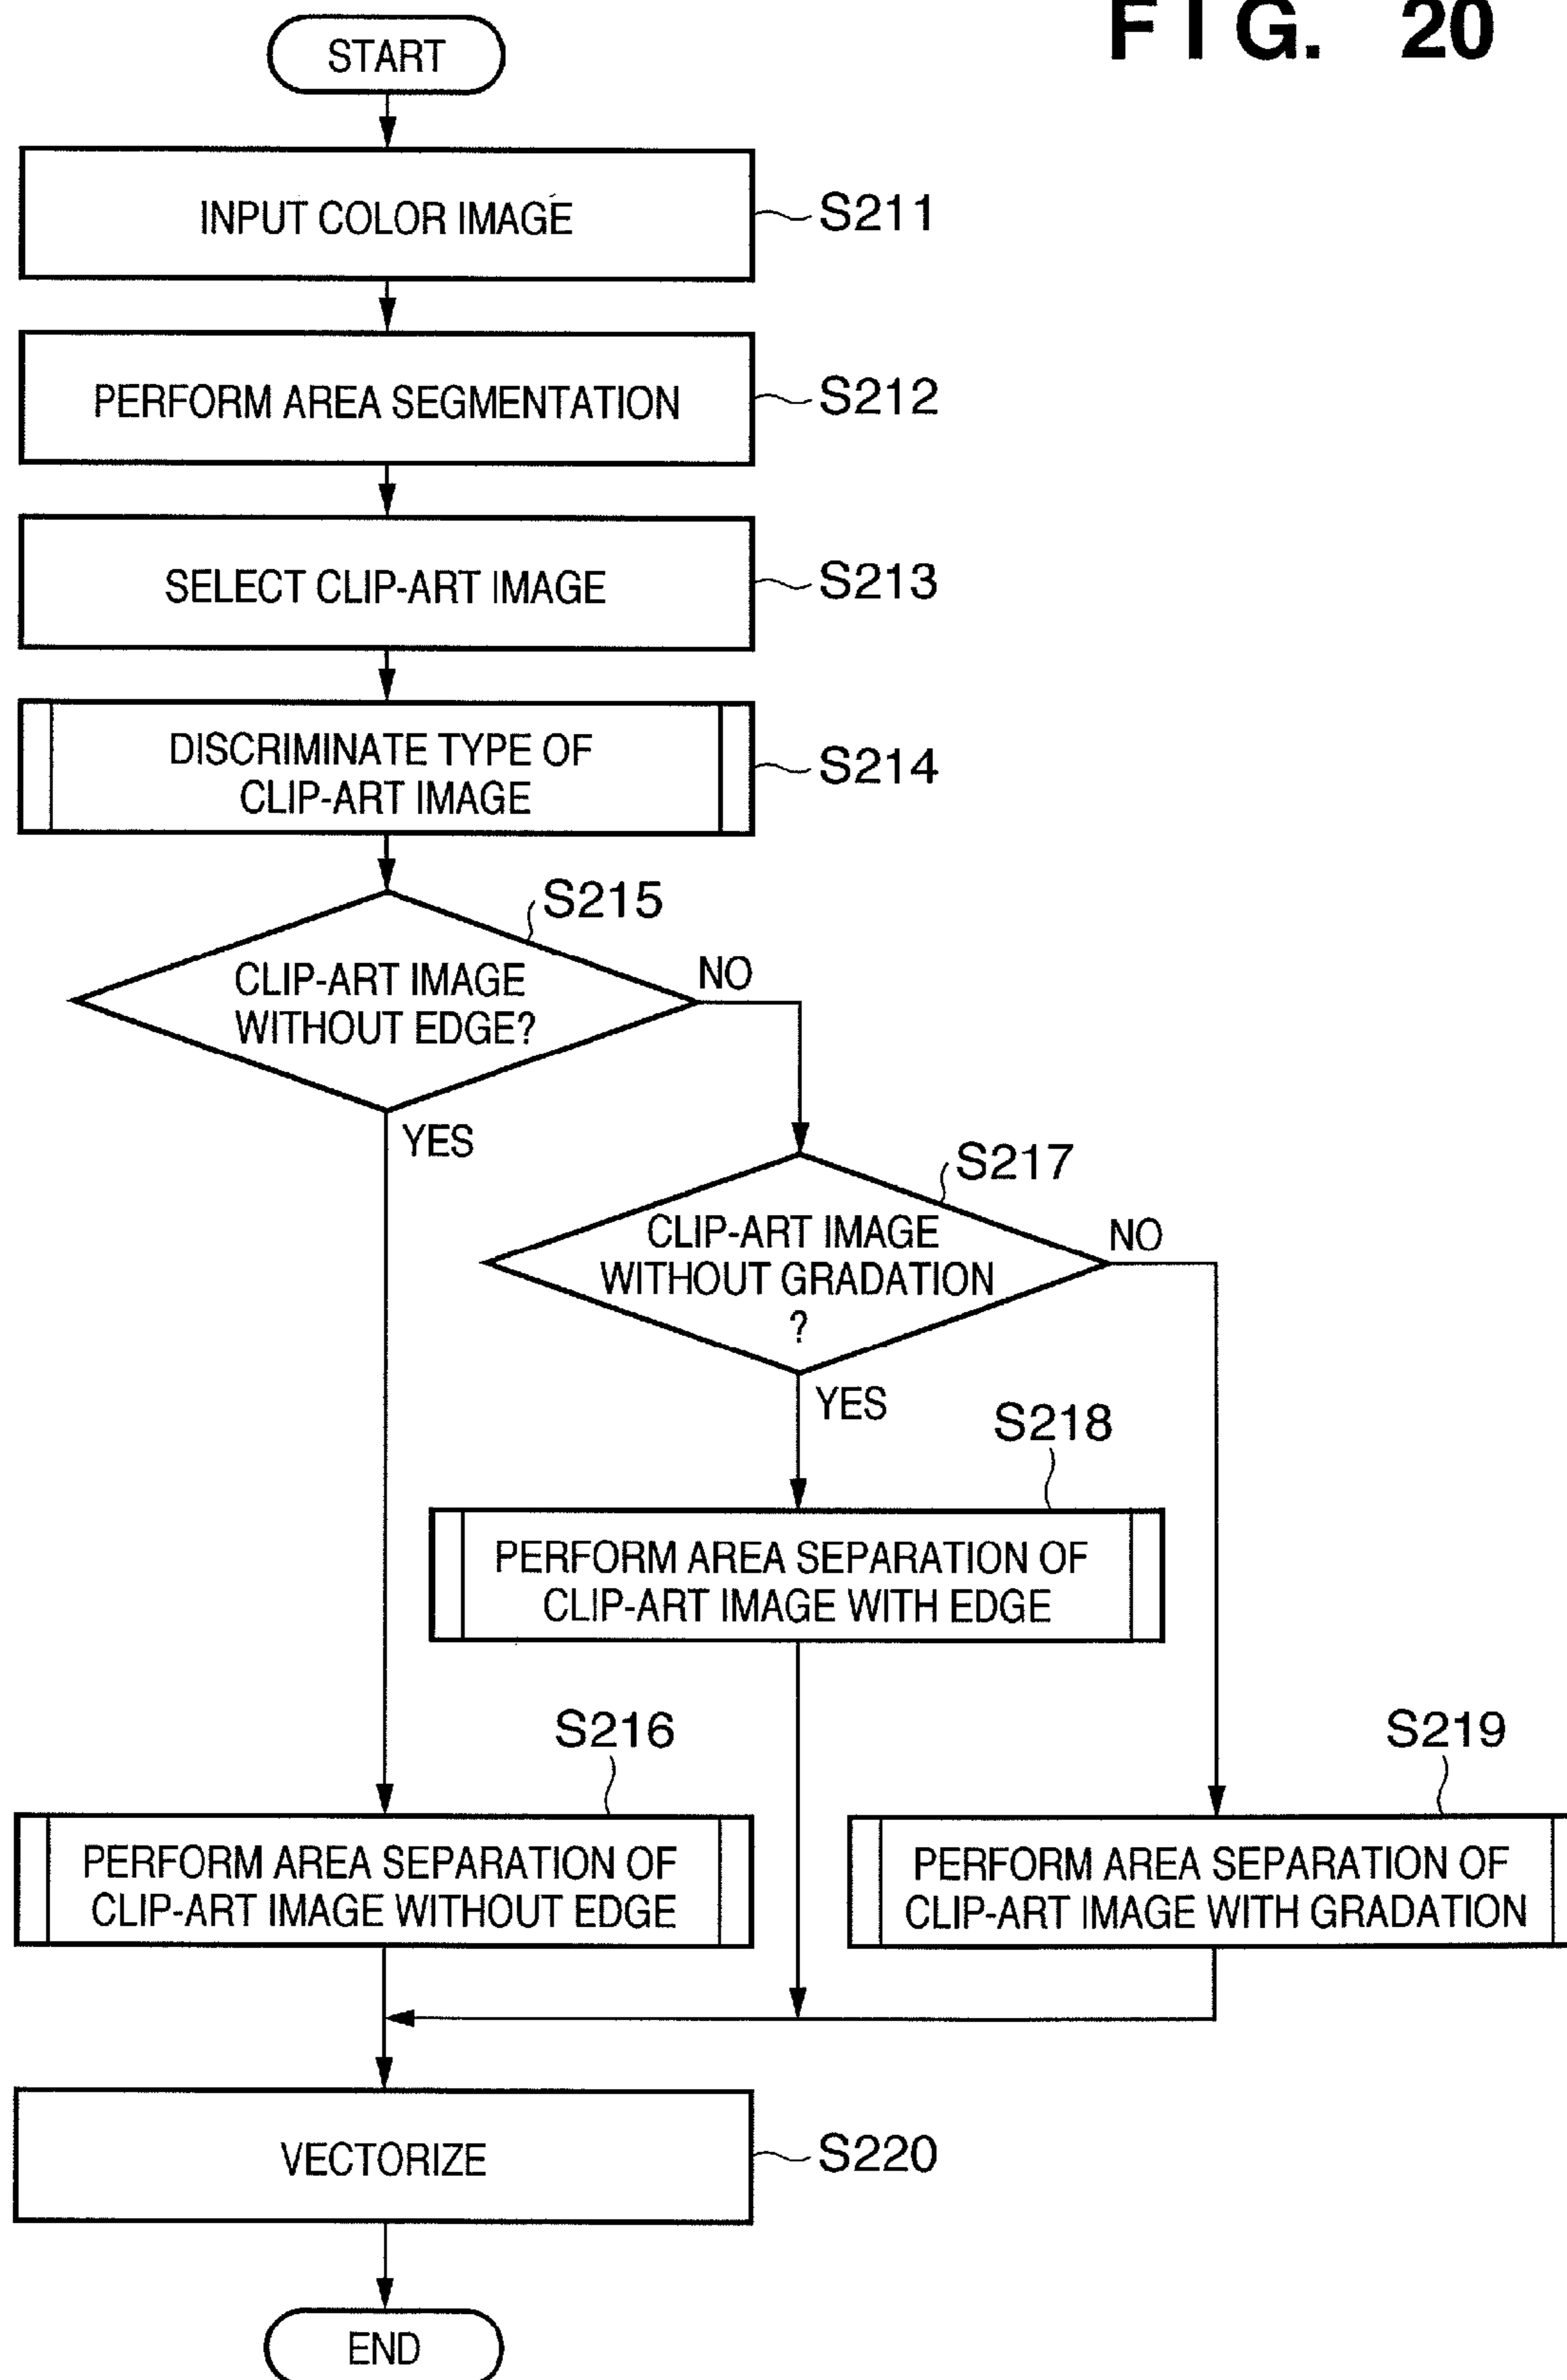 FIG. 20
START
INPUT COLOR IMAGE
S211
PERFORM AREA SEGMENTATION
S212
SELECT CLIP-ART IMAGE
S213
DISCRIMINATE TYPE OF
CLIP-ART IMAGE
S214
S215
CLIP-ART IMAGE
WITHOUT EDGE?
NO
YES
S217
CLIP-ART IMAGE
WITHOUT GRADATION
?
NO
YES
S218
PERFORM AREA SEPARATION OF
CLIP-ART IMAGE WITH EDGE
S216
PERFORM AREA SEPARATION OF
CLIP-ART IMAGE WITHOUT EDGE
S219
PERFORM AREA SEPARATION OF
CLIP-ART IMAGE WITH GRADATION
VECTORIZE
S220
END